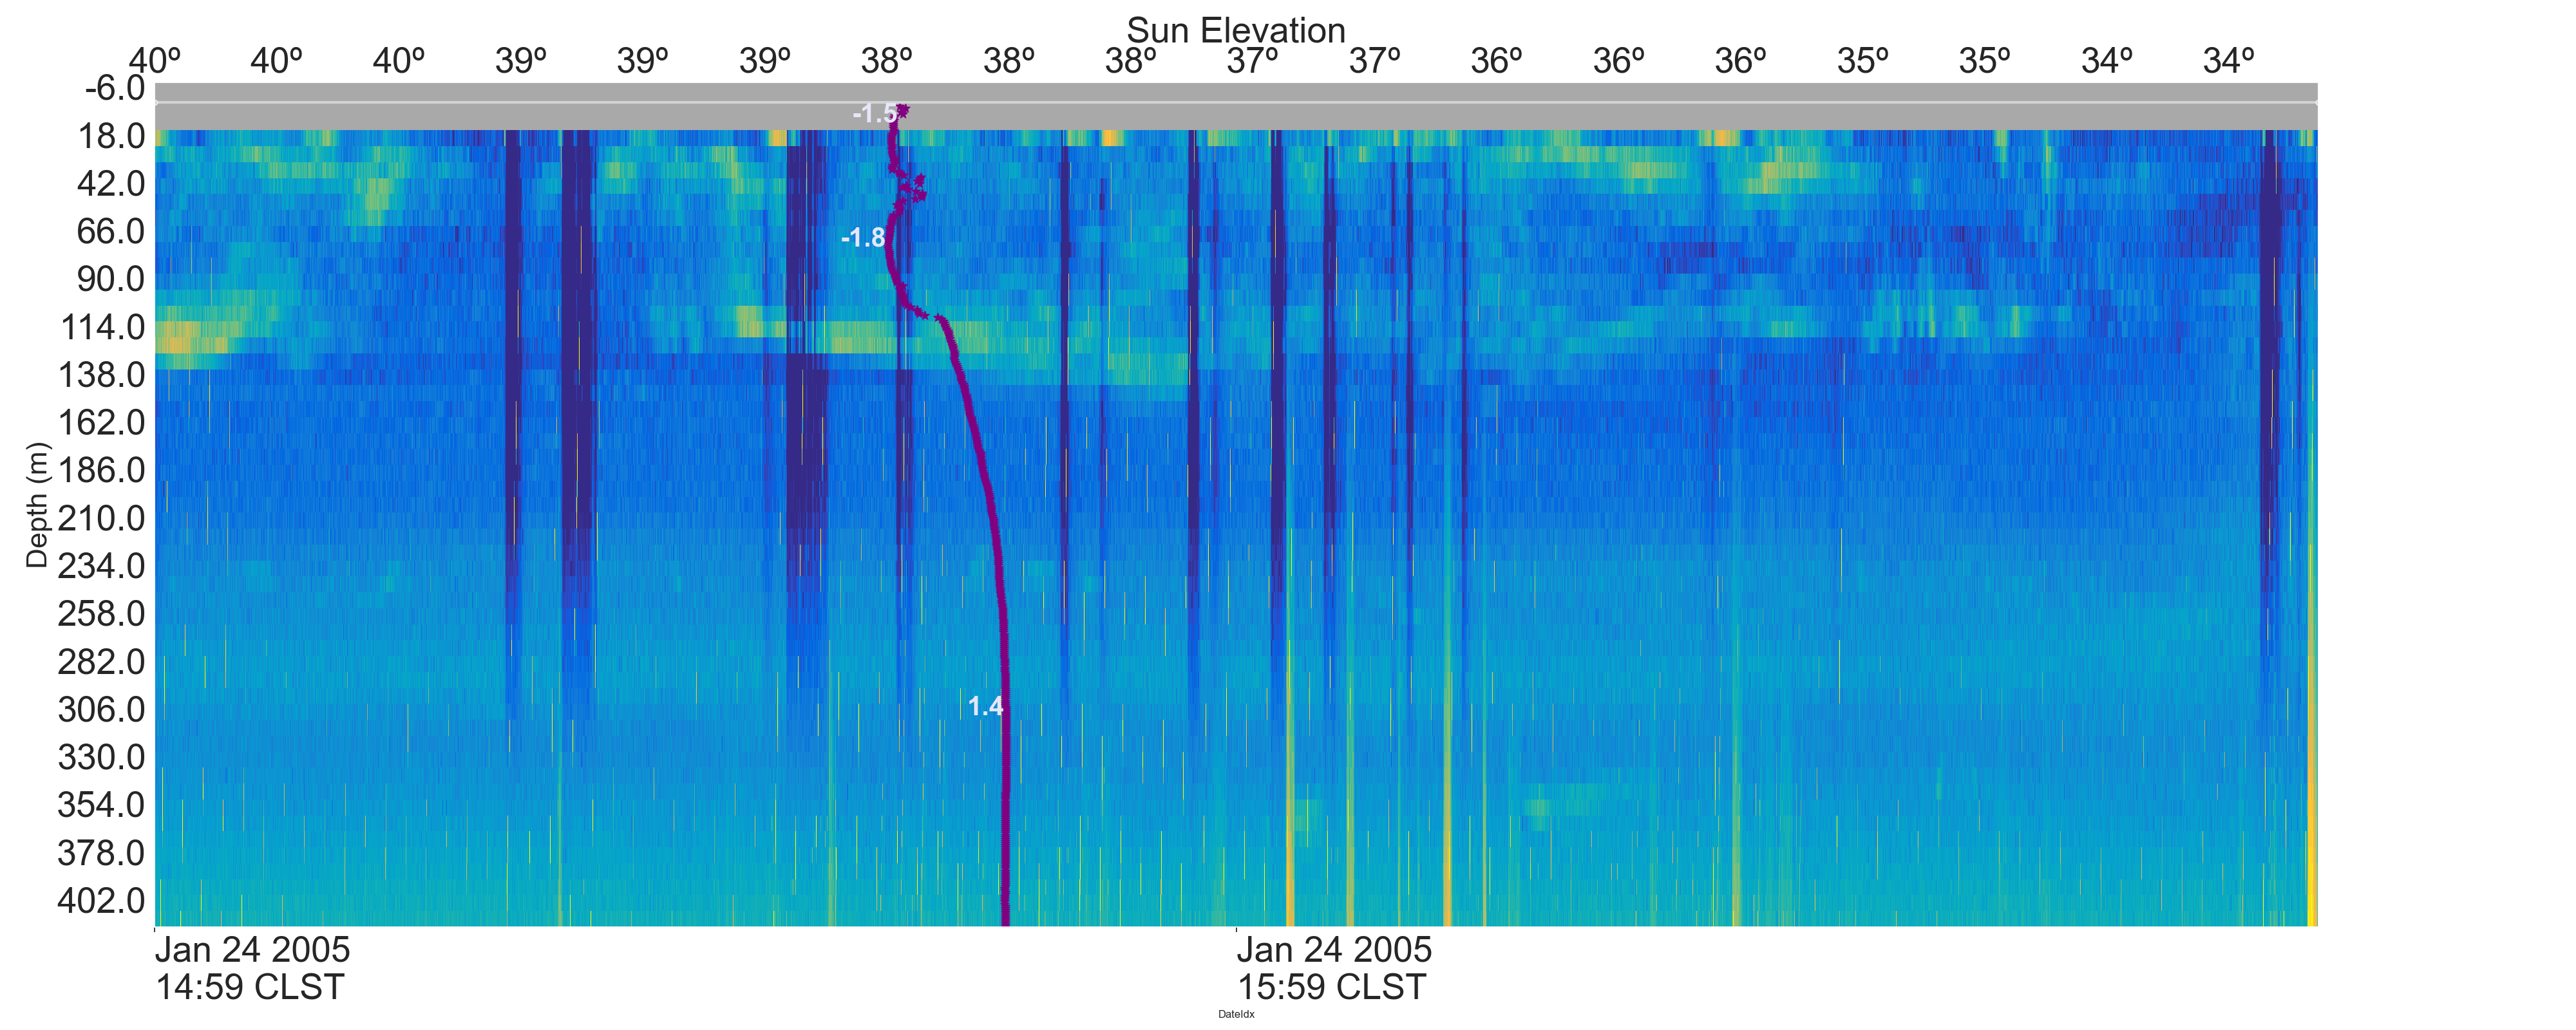 Sun Elevation
40º 40º 40º 39º 39º 39º 38º 38º 38º 37º 37º 36º 36º 36º 35º 35º 34º 34º
-6.0
18.0
42.0
66.0
90.0
114.0
138.0
162.0
186.0
210.0
234.0
258.0
282.0
306.0
330.0
354.0
378.0
402.0
Depth (m)
-1.5
-1.8
1.4
Jan 24 2005
14:59 CLST
Jan 24 2005
15:59 CLST
DateIdx